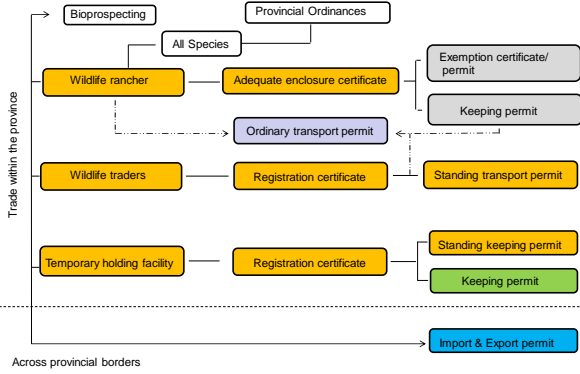 Provincial Ordinances
Bioprospecting
All Species
Wildlife rancher
Adequate enclosure certificate
Exemption certificate/
permit
Keeping permit
Ordinary transport permit
Trade within the province
Wildlife traders
Registration certificate
Standing transport permit
Temporary holding facility
Registration certificate
Standing keeping permit
Keeping permit
Import & Export permit
Across provincial borders